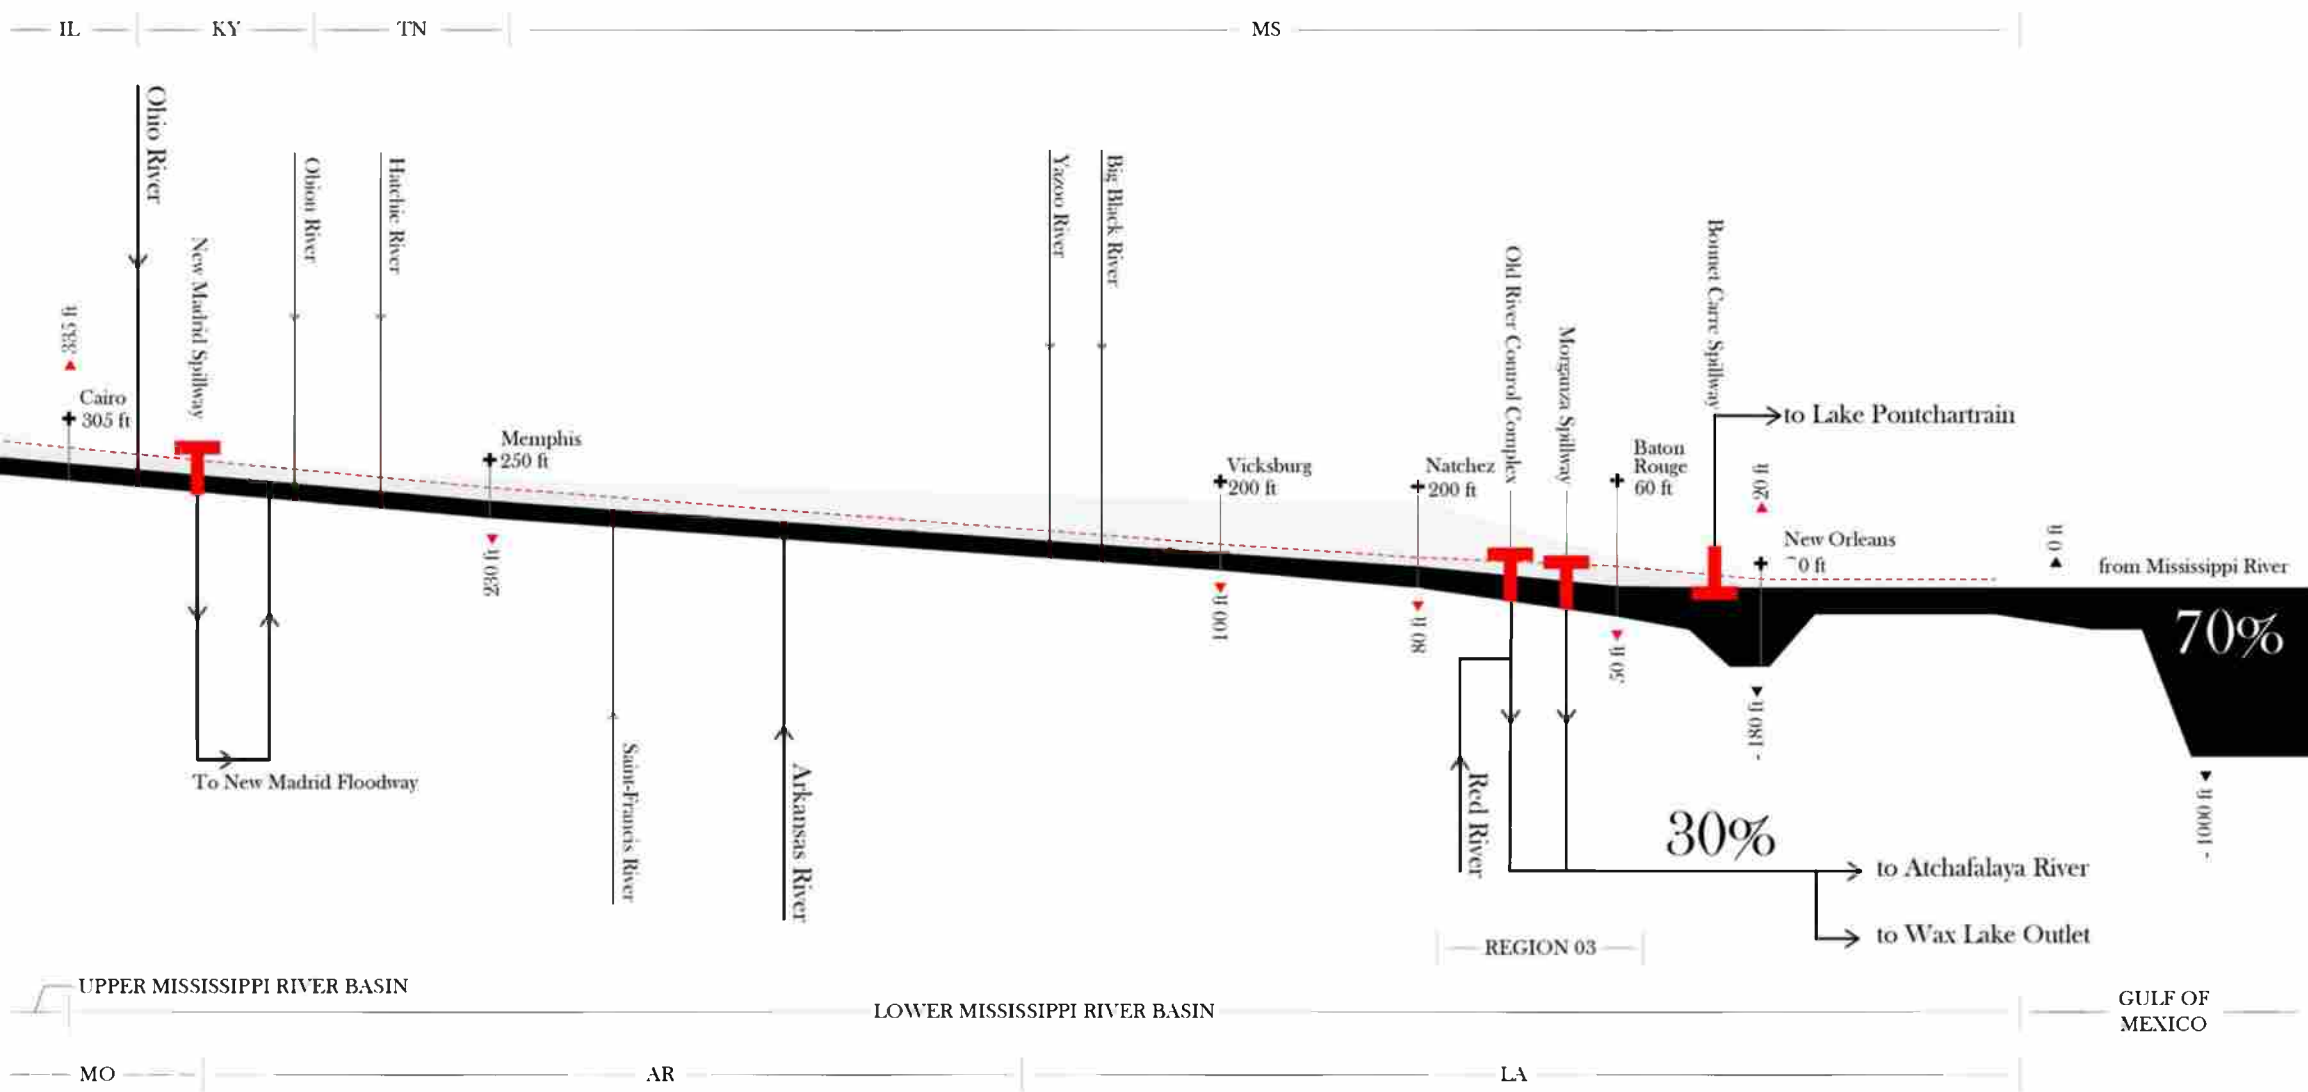 IL
KY
TN
MS
Ohio River
Obion River
Hatchie River
Yazoo River
Big Black River
New Madrid Spillway
Old River Control Complex
Morganza Spillway
Bonnet Carre Spillway
335 ft
Cairo
305 ft
Memphis
250 ft
230 ft
Vicksburg
200 ft
100 ft
Natchez
200 ft
80 ft
Baton
Rouge
60 ft
50 ft
to Lake Pontchartrain
20 ft
New Orleans
~0 ft
0 ft
from Mississippi River
70%
- 180 ft
- 1000 ft
To New Madrid Floodway
Saint-Francis River
Arkansas River
Red River
30%
to Atchafalaya River
to Wax Lake Outlet
REGION 03
UPPER MISSISSIPPI RIVER BASIN
LOWER MISSISSIPPI RIVER BASIN
GULF OF
MEXICO
MO
AR
LA